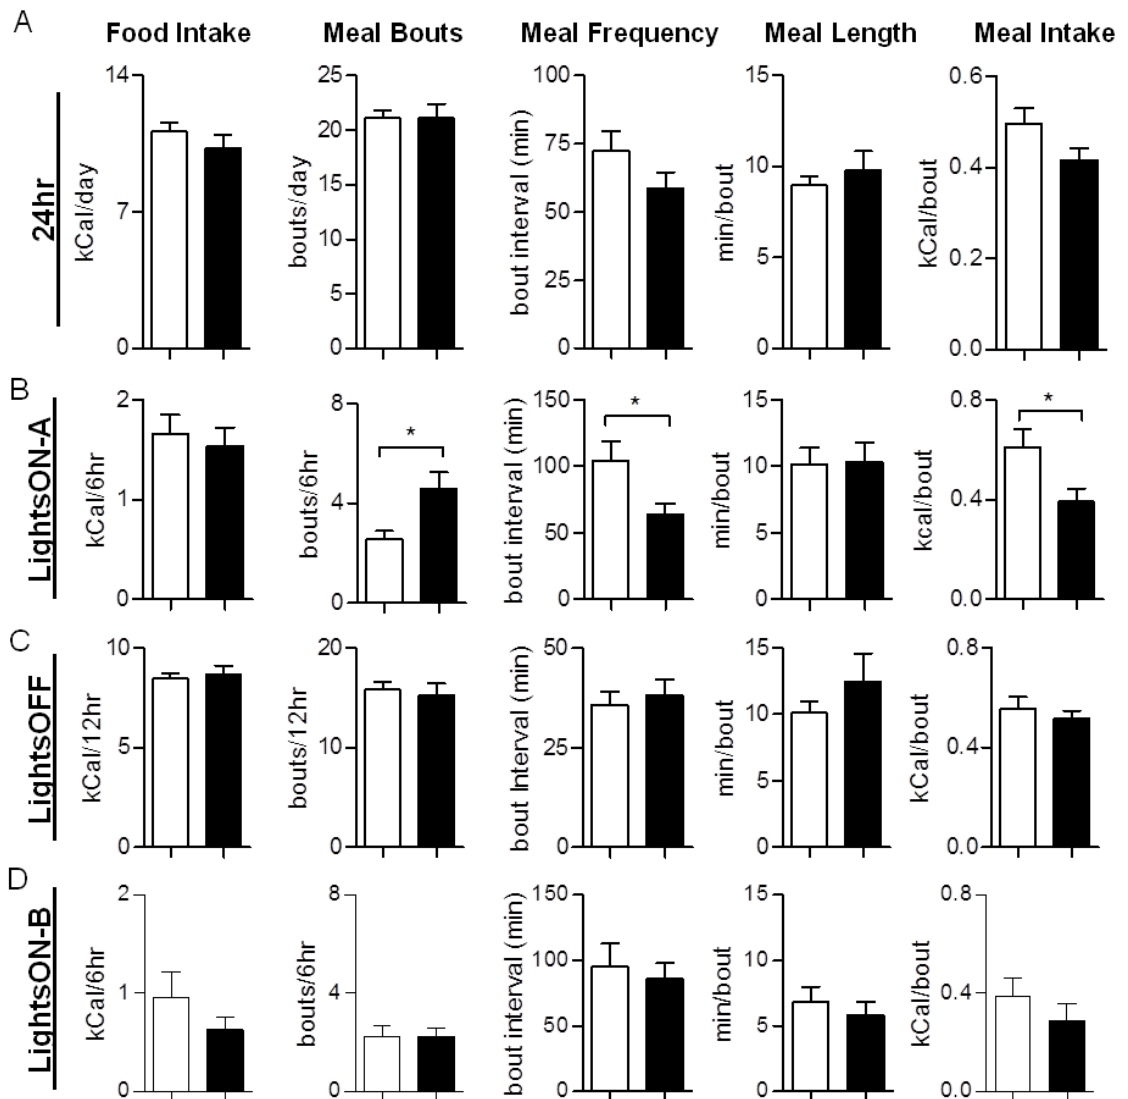 A
Food Intake
Meal Bouts
Meal Frequency
Meal Length
Meal Intake
24hr
kCal/day
14
7
0
bouts/day
25
20
15
10
5
0
bout interval (min)
100
75
50
25
0
min/bout
15
10
5
0
kCal/bout
0.6
0.4
0.2
0.0
B
LightsON-A
kCal/6hr
2
1
0
bouts/6hr
8
4
0
*
bout interval (min)
150
100
50
0
*
min/bout
15
10
5
0
kcal/bout
0.8
0.4
0.0
*
C
LightsOFF
kCal/12hr
10
5
0
bouts/12hr
20
10
0
bout Interval (min)
50
25
0
min/bout
15
10
5
0
kCal/bout
0.8
0.4
0.0
D
LightsON-B
kCal/6hr
2
1
0
bouts/6hr
8
4
0
bout interval (min)
150
100
50
0
min/bout
15
10
5
0
kCal/bout
0.8
0.4
0.0